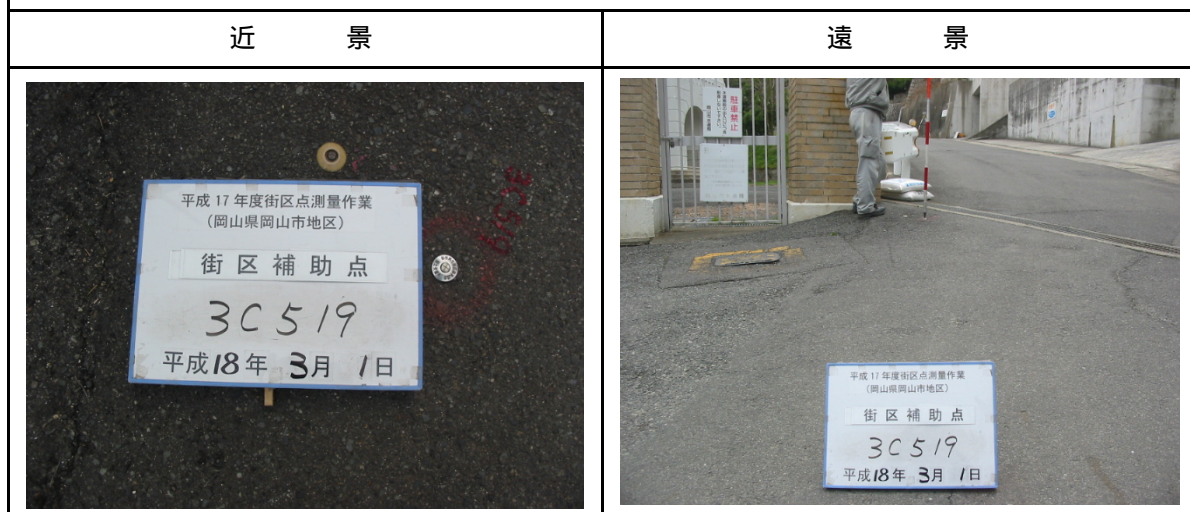 近 景
遠 景
平成 17 年度街区点測量作業
(岡山県岡山市地区)
街区補助点
3C519
平成18年 3月 1日
3C519
駐車禁止
平成 17 年度街区点測量作業
(岡山県岡山市地区)
街区補助点
3C519
平成18年 3月 1日